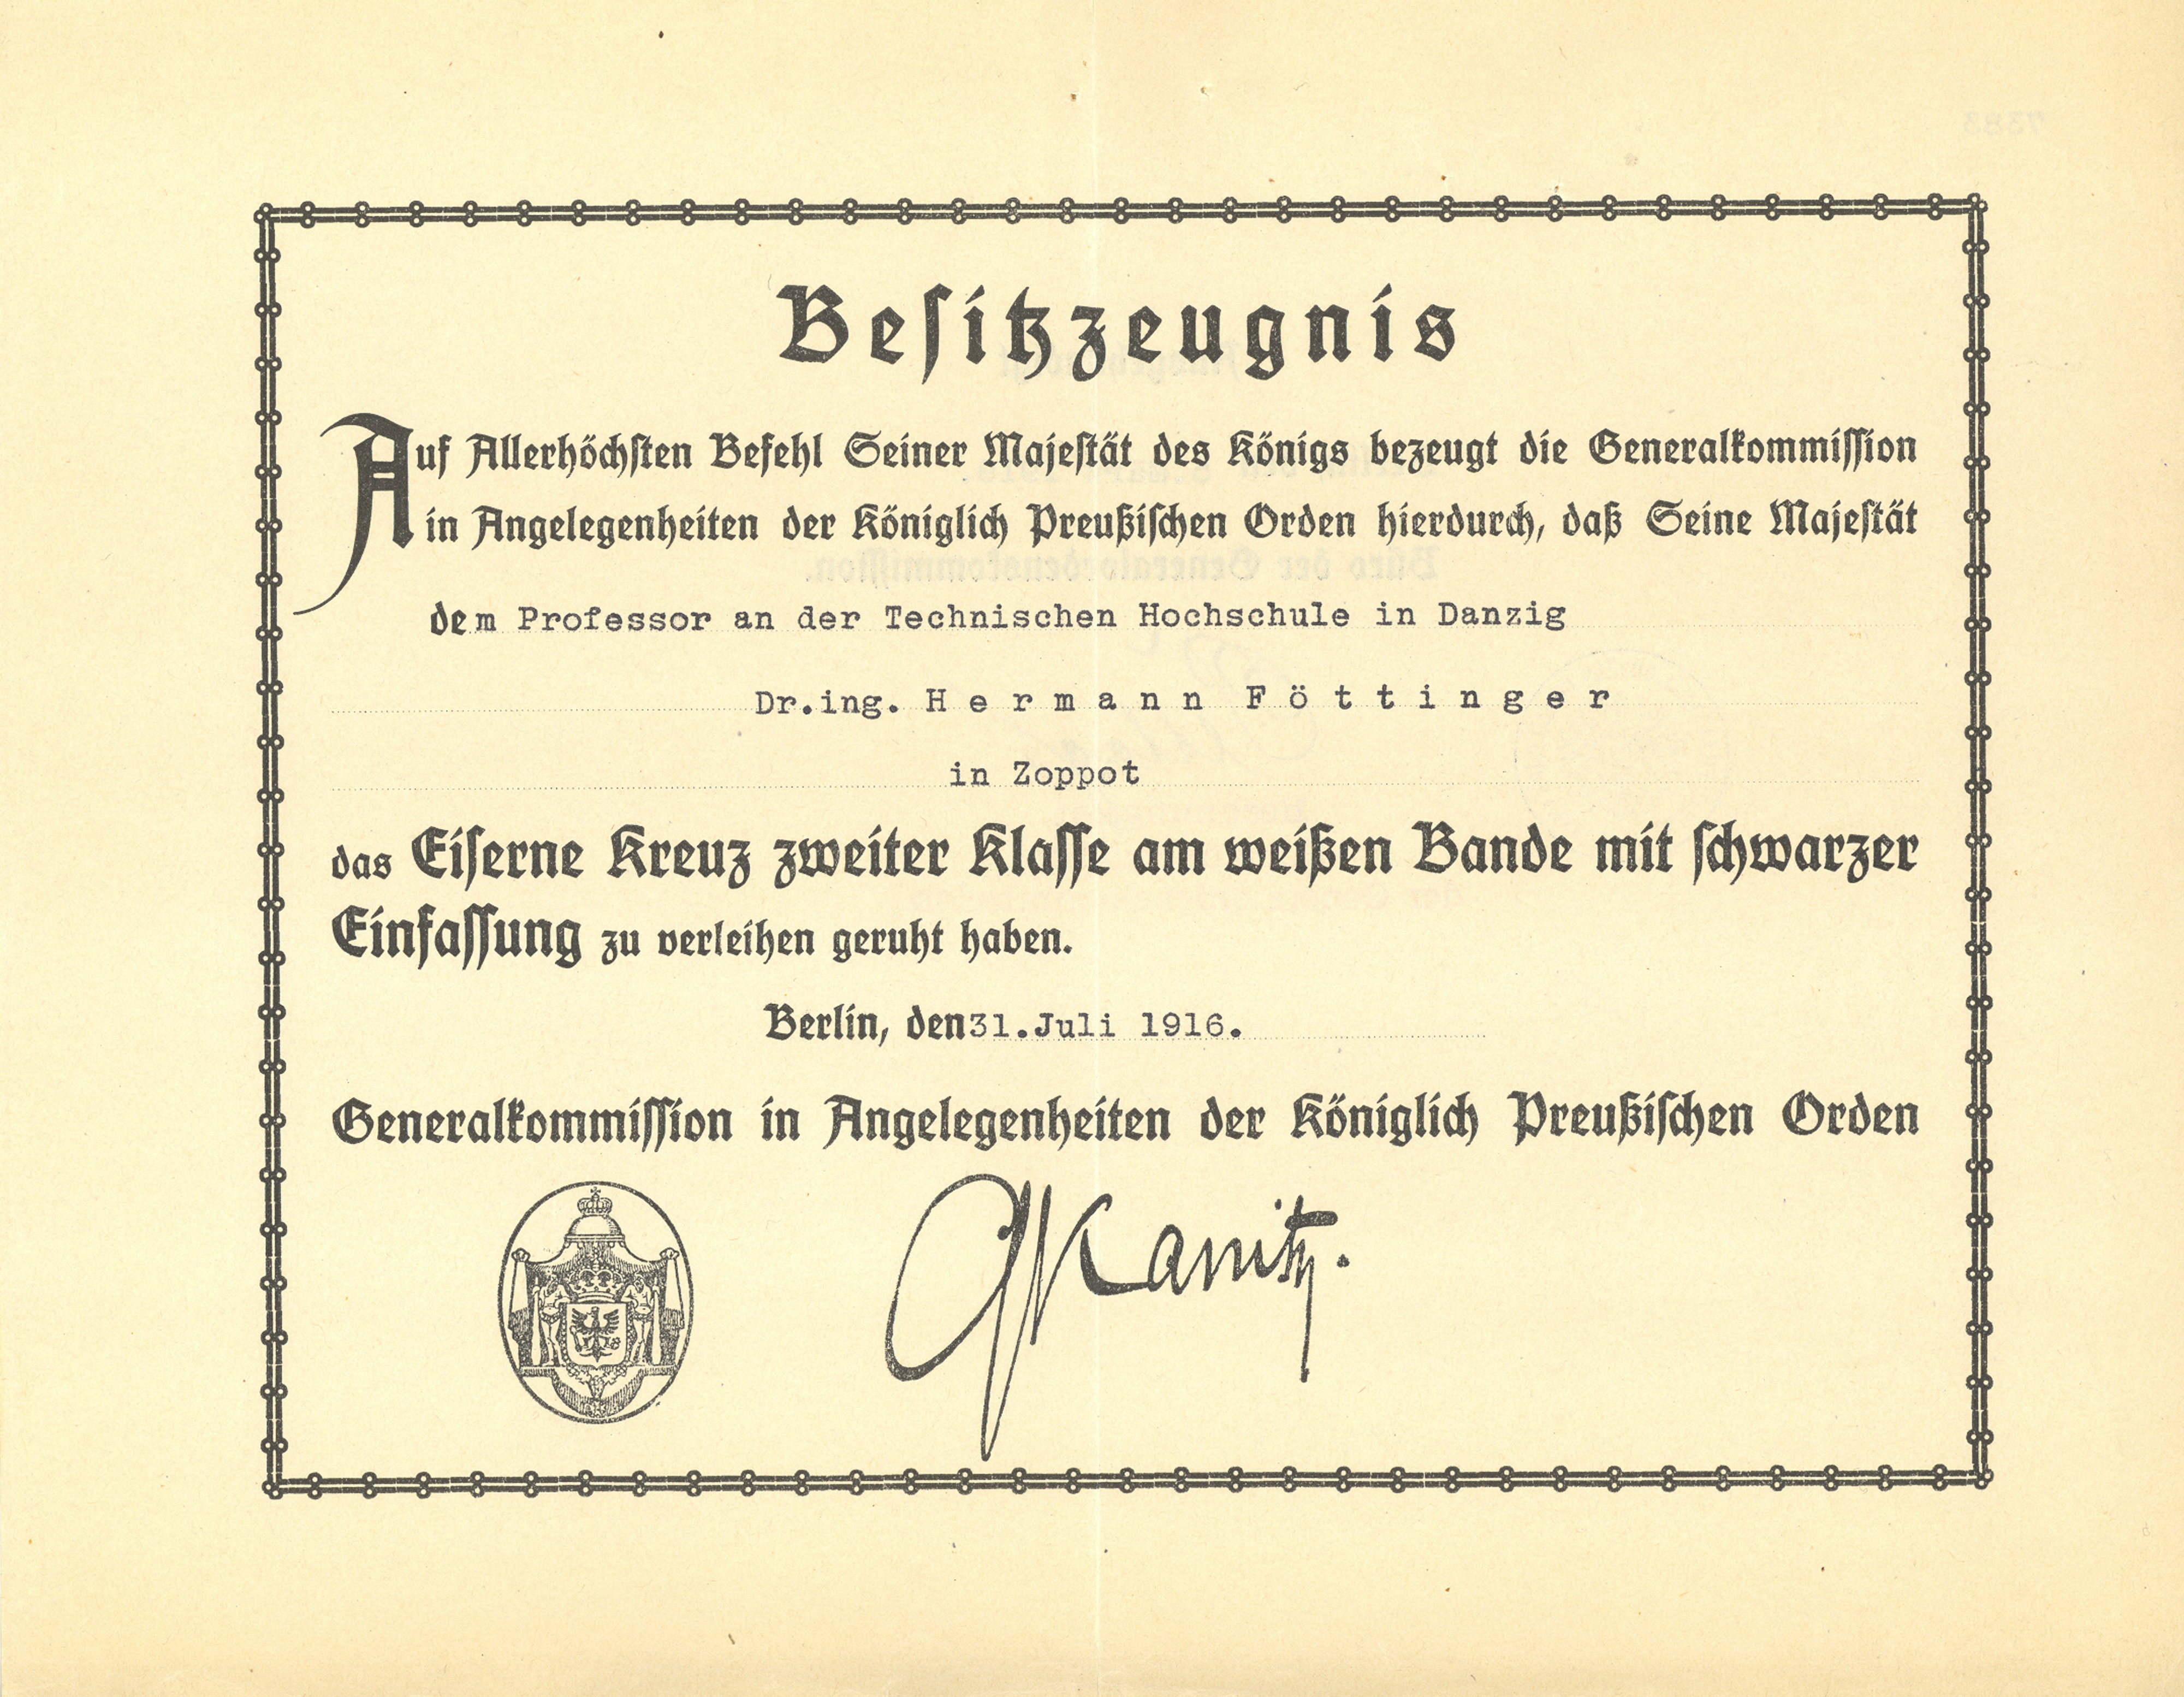 Besitzzeugnis
Auf Allerhöchsten Befehl Seiner Majestät des Königs bezeugt die Generalkommission
in Angelegenheiten der Königlich Preußischen Orden hierdurch, daß Seine Majestät
dem Professor an der Technischen Hochschule in Danzig
Dr.ing. Hermann Föttinger
in Zoppot
das Eiserne Kreuz zweiter Klasse am weißen Bande mit schwarzer
Einfassung zu verleihen geruht haben.
Berlin, den 31.Juli 1916.
Generalkommission in Angelegenheiten der Königlich Preußischen Orden
Kanitz.